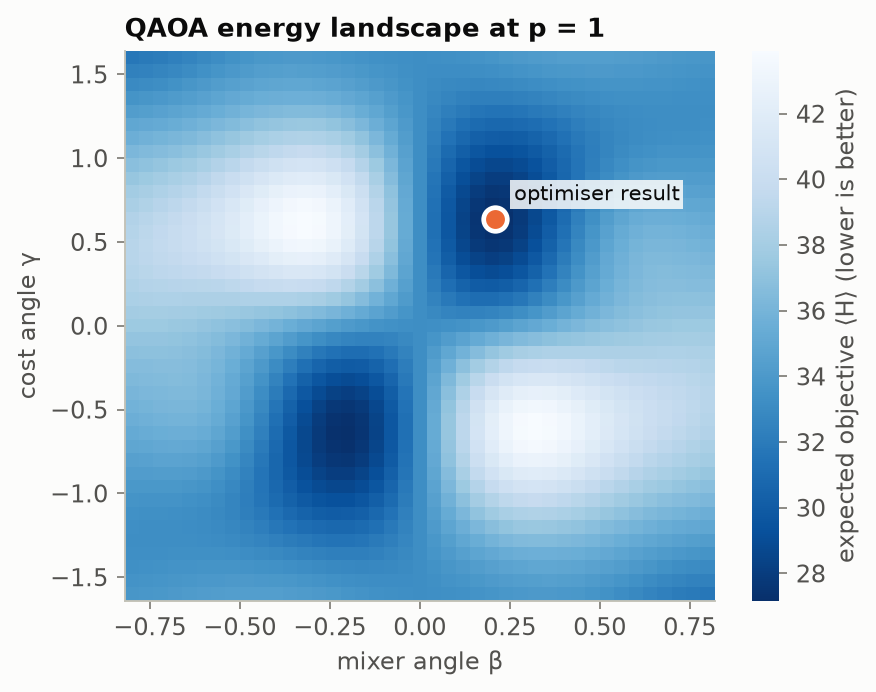 QAOA energy landscape at p = 1
1.5
1.0
0.5
0.0
−0.5
−1.0
−1.5
cost angle γ
optimiser result
−0.75 −0.50 −0.25 0.00 0.25 0.50 0.75
mixer angle β
42
40
38
36
34
32
30
28
expected objective ⟨H⟩ (lower is better)